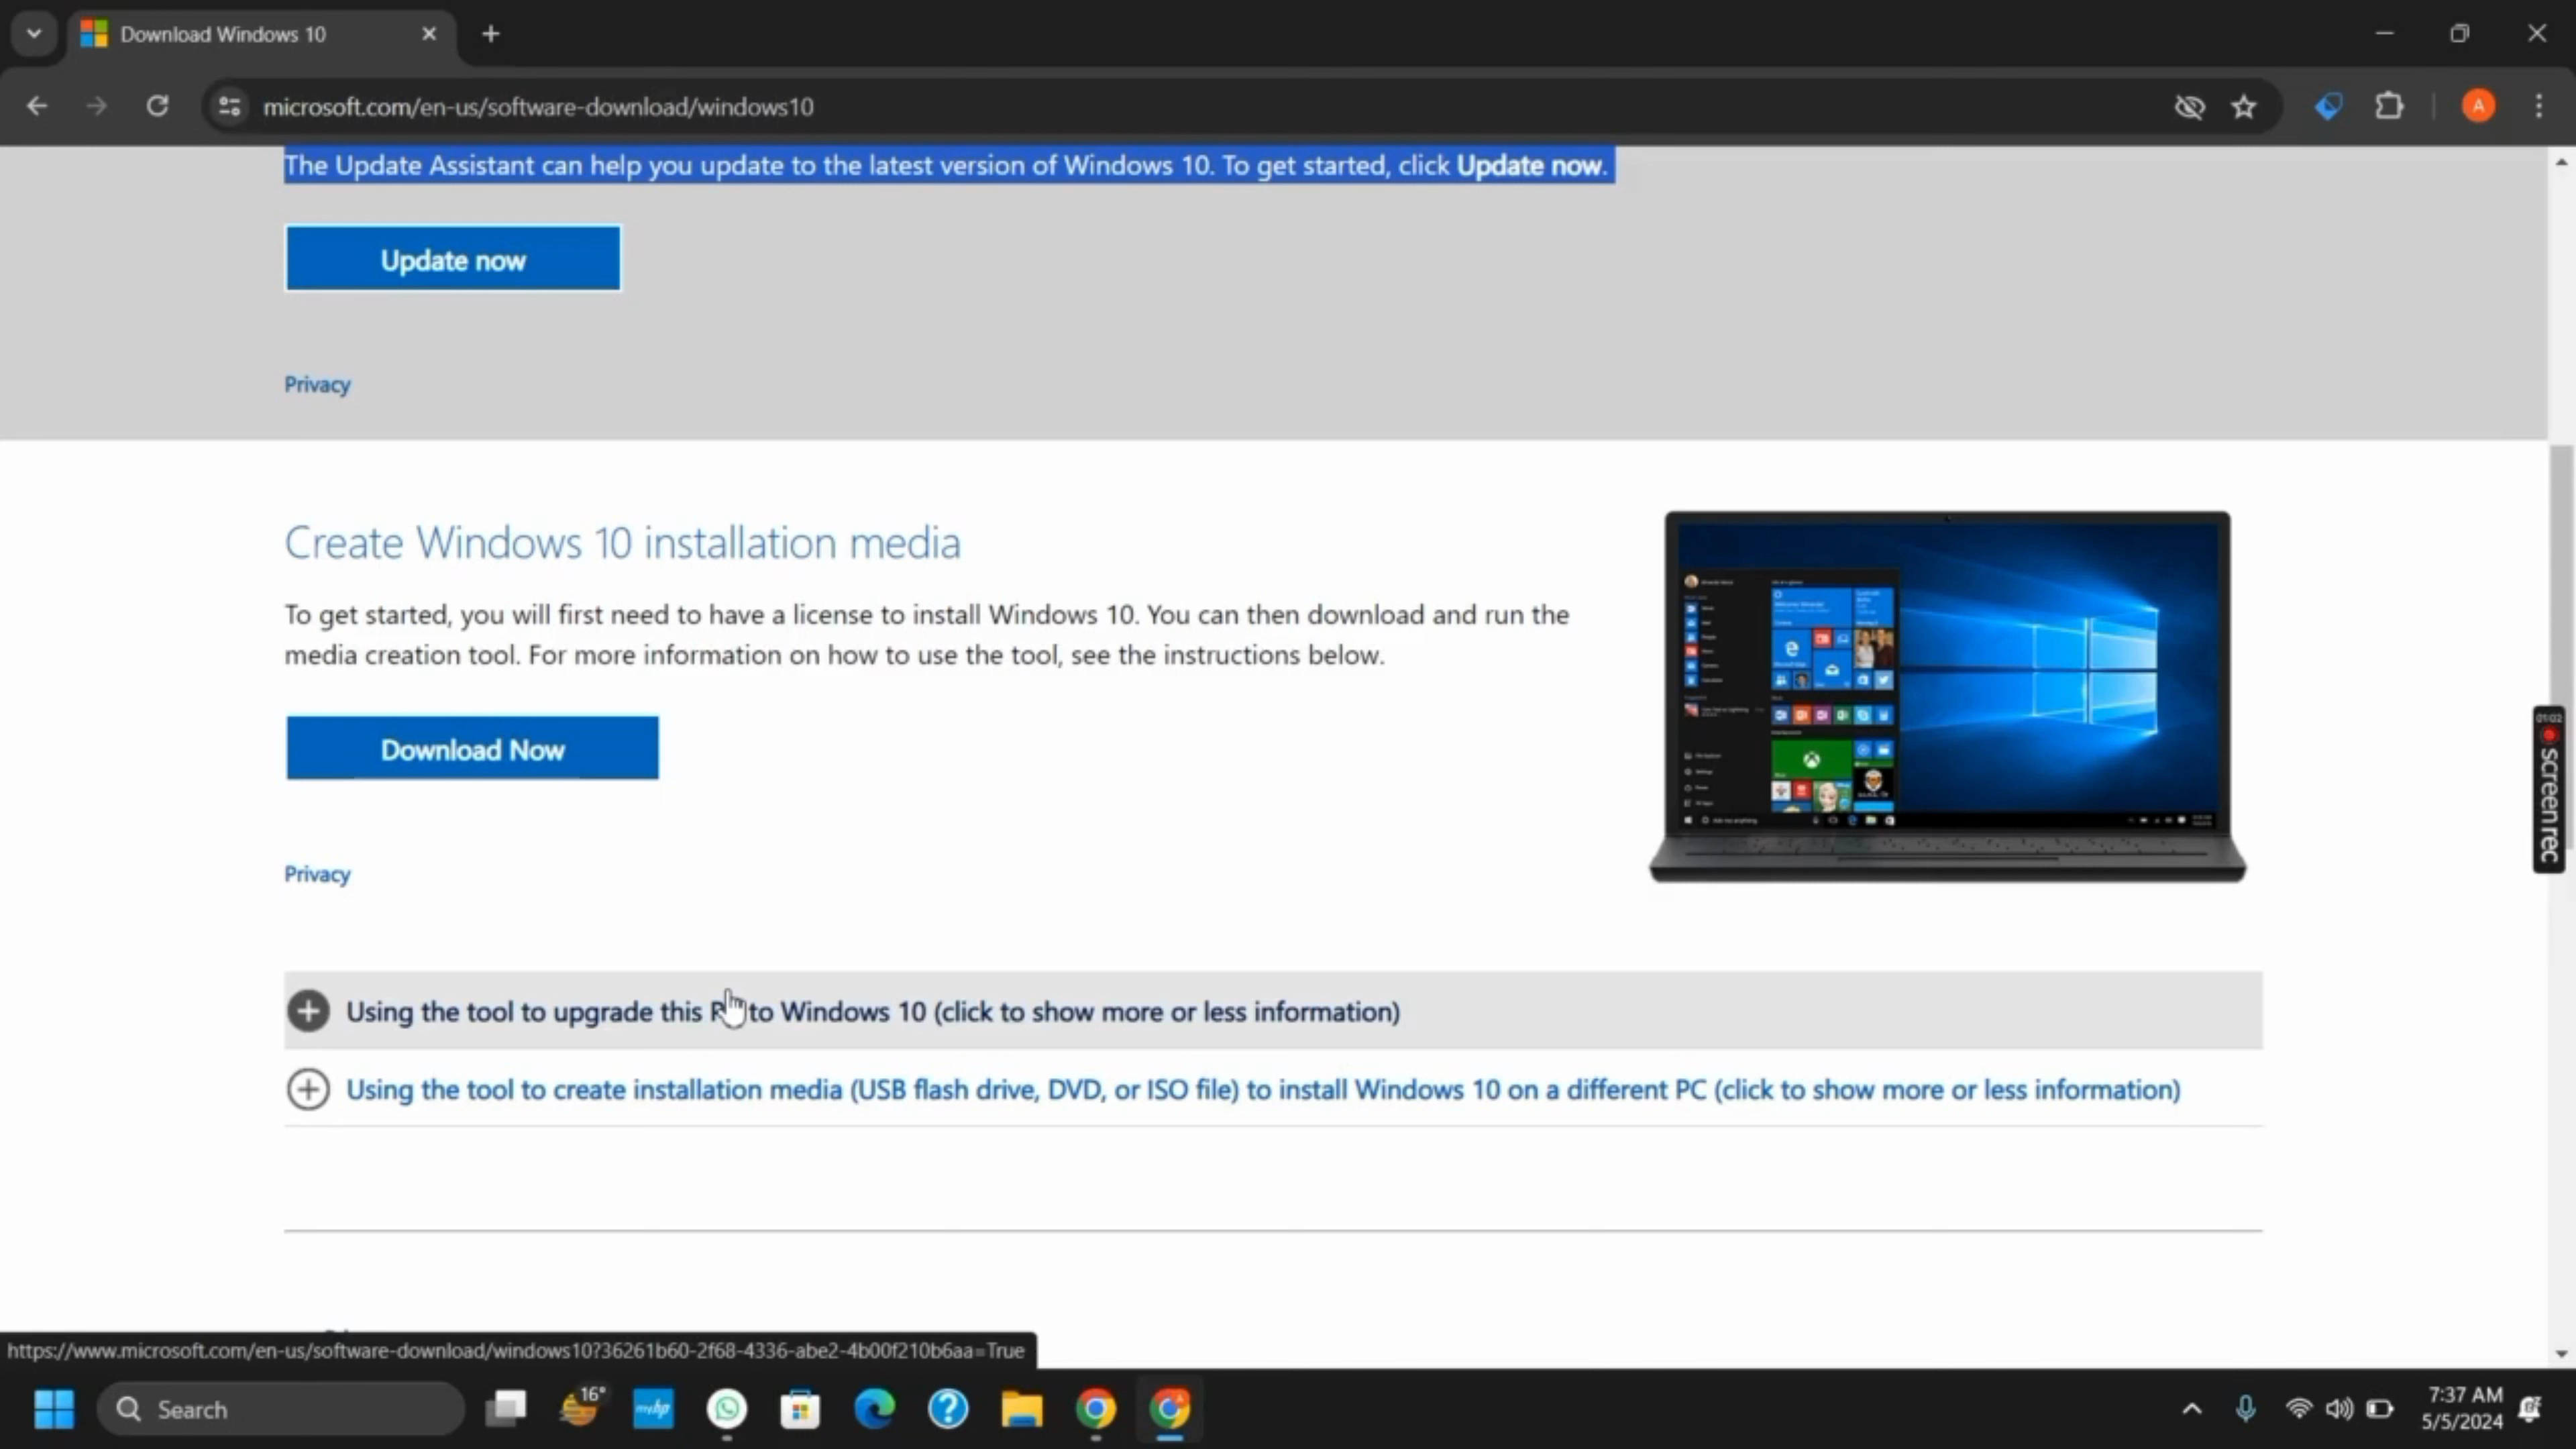 Download Windows 10
microsoft.com/en-us/software-download/windows10
A
The Update Assistant can help you update to the latest version of Windows 10. To get started, click Update now.
Update now
Privacy
Create Windows 10 installation media
To get started, you will first need to have a license to install Windows 10. You can then download and run the
media creation tool. For more information on how to use the tool, see the instructions below.
Download Now
Privacy
01:02
screenrec
Using the tool to upgrade this to Windows 10 (click to show more or less information)
Using the tool to create installation media (USB flash drive, DVD, or ISO file) to install Windows 10 on a different PC (click to show more or less information)
https://www.microsoft.com/en-us/software-download/windows10?36261b60-2f68-4336-abe2-4b00f210b6aa=True
Search
16°
myhp
7:37 AM
5/5/2024